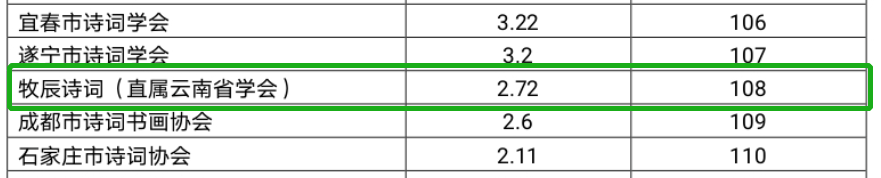 宜春市诗词学会 3.22 106
遂宁市诗词学会 3.2 107
牧辰诗词（直属云南省学会） 2.72 108
成都市诗词书画协会 2.6 109
石家庄市诗词协会 2.11 110